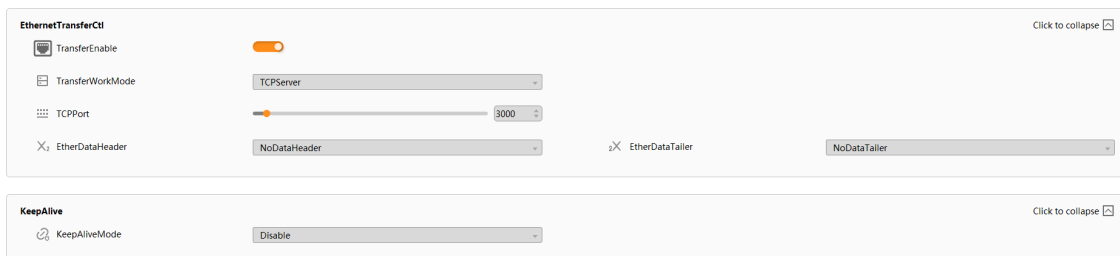 EthernetTransferCtl Click to collapse
TransferEnable
TransferWorkMode TCPServer
TCPPort 3000
EtherDataHeader NoDataHeader EtherDataTailer NoDataTailer
KeepAlive Click to collapse
KeepAliveMode Disable